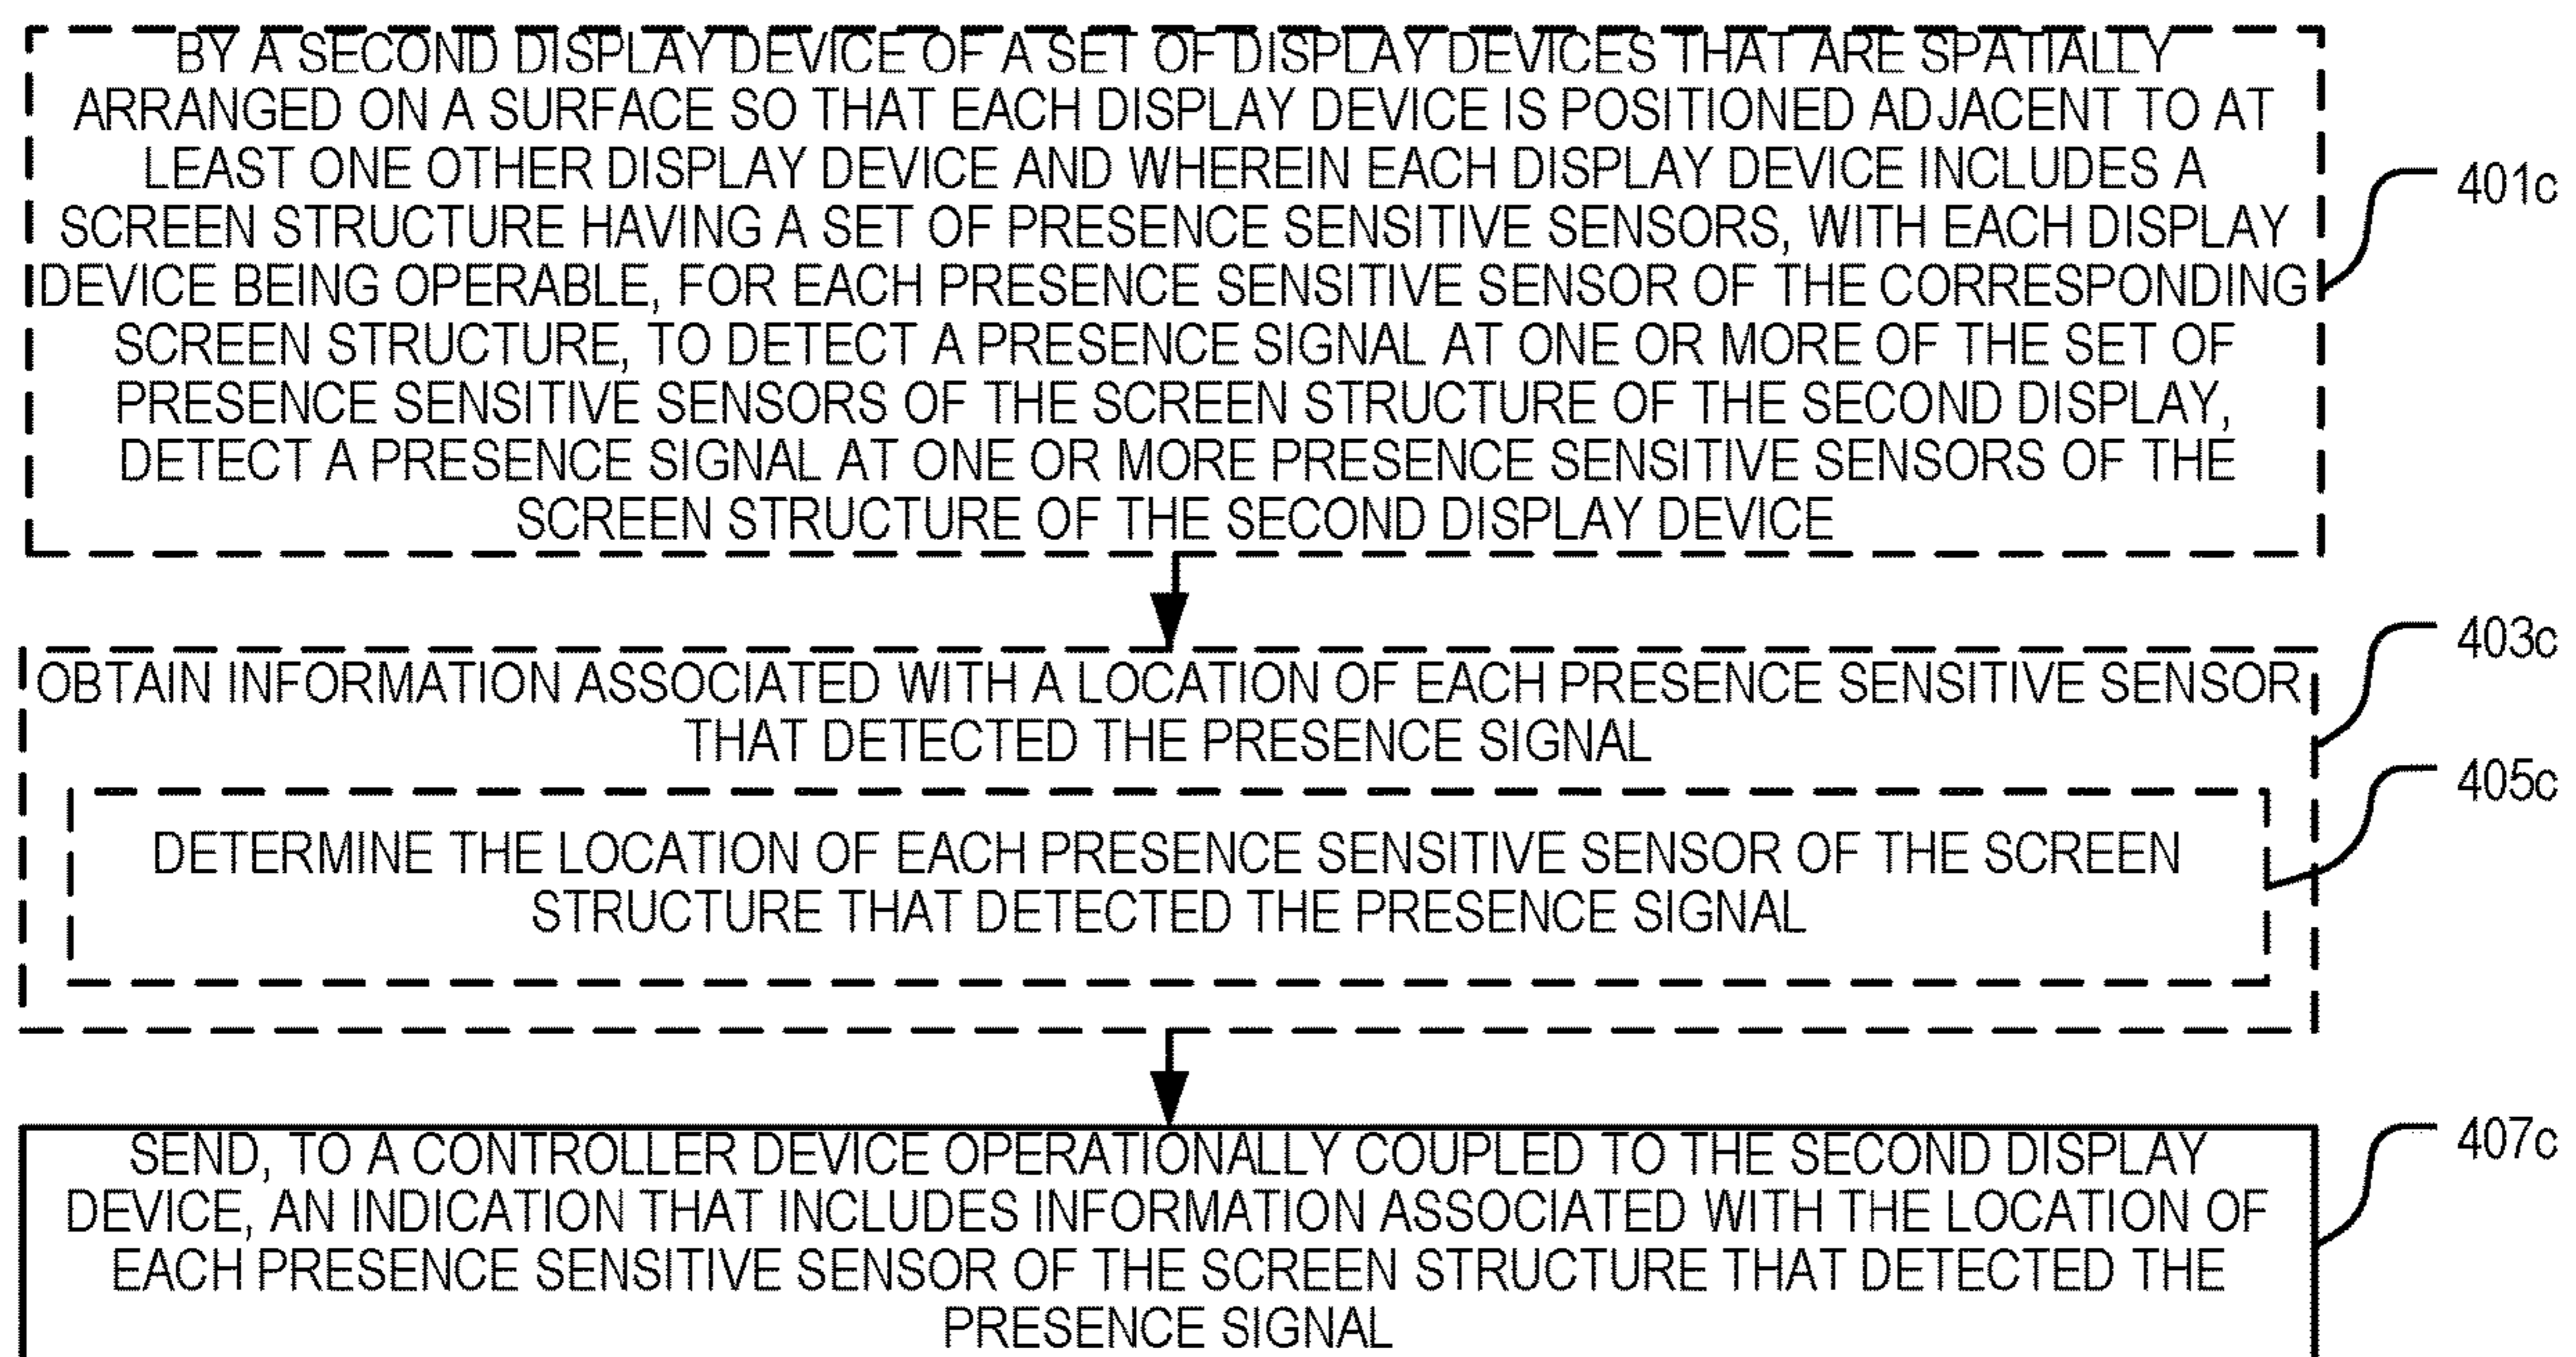 BY A SECOND DISPLAY DEVICE OF A SET OF DISPLAY DEVICES THAT ARE SPATIALLY
ARRANGED ON A SURFACE SO THAT EACH DISPLAY DEVICE IS POSITIONED ADJACENT TO AT
LEAST ONE OTHER DISPLAY DEVICE AND WHEREIN EACH DISPLAY DEVICE INCLUDES A
SCREEN STRUCTURE HAVING A SET OF PRESENCE SENSITIVE SENSORS, WITH EACH DISPLAY
DEVICE BEING OPERABLE, FOR EACH PRESENCE SENSITIVE SENSOR OF THE CORRESPONDING
SCREEN STRUCTURE, TO DETECT A PRESENCE SIGNAL AT ONE OR MORE OF THE SET OF
PRESENCE SENSITIVE SENSORS OF THE SCREEN STRUCTURE OF THE SECOND DISPLAY,
DETECT A PRESENCE SIGNAL AT ONE OR MORE PRESENCE SENSITIVE SENSORS OF THE
SCREEN STRUCTURE OF THE SECOND DISPLAY DEVICE
401c
OBTAIN INFORMATION ASSOCIATED WITH A LOCATION OF EACH PRESENCE SENSITIVE SENSOR
THAT DETECTED THE PRESENCE SIGNAL
403c
DETERMINE THE LOCATION OF EACH PRESENCE SENSITIVE SENSOR OF THE SCREEN
STRUCTURE THAT DETECTED THE PRESENCE SIGNAL
405c
SEND, TO A CONTROLLER DEVICE OPERATIONALLY COUPLED TO THE SECOND DISPLAY
DEVICE, AN INDICATION THAT INCLUDES INFORMATION ASSOCIATED WITH THE LOCATION OF
EACH PRESENCE SENSITIVE SENSOR OF THE SCREEN STRUCTURE THAT DETECTED THE
PRESENCE SIGNAL
407c